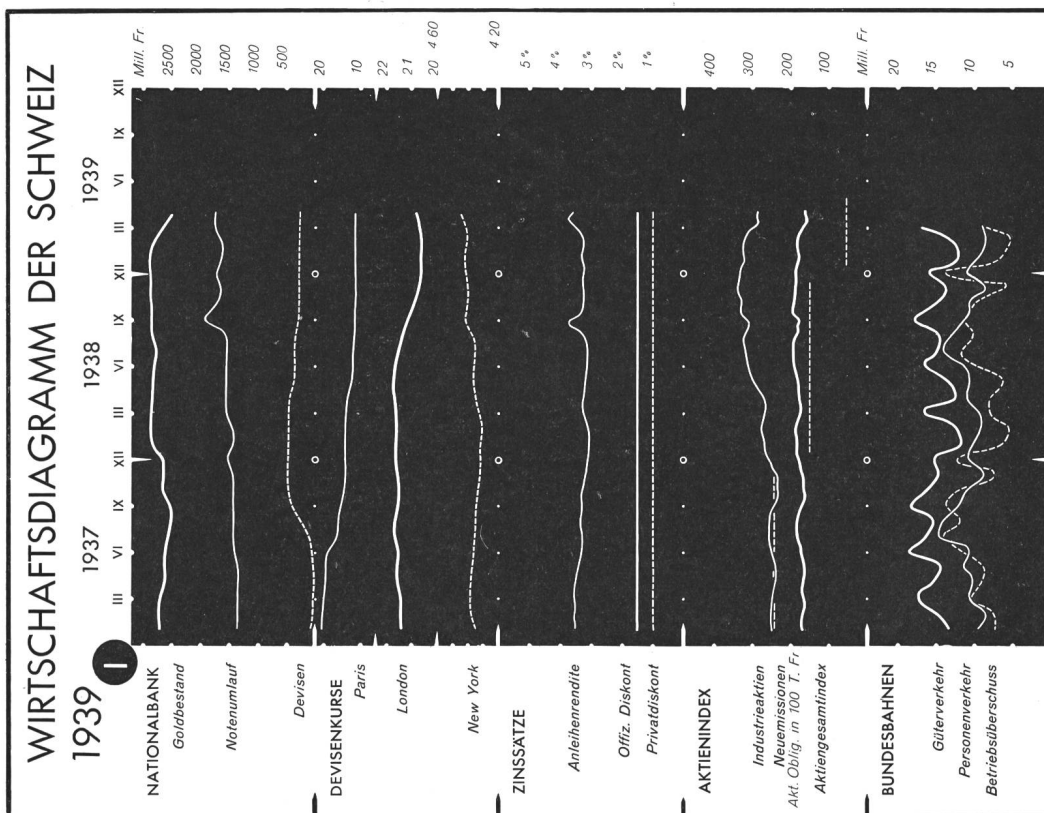 WIRTSCHAFTSDIAGRAMM DER SCHWEIZ
1939 I
1937 1938 1939
III VI IX XII III VI IX XII III VI IX XII
NATIONALBANK
Goldbestand
Notenumlauf
Devisen
Mill. Fr
2500
2000
1500
1000
500
DEVISENKURSE
Paris
London
New York
20
10
22
21
20
4 60
4 20
ZINSSÄTZE
Anleihenrendite
Offiz. Diskont
Privatdiskont
5 %
4 %
3 %
2 %
1 %
AKTIENINDEX
Industrieaktien
Neuemissionen
Akt. Oblig. in 100 T. Fr
Aktiengesamtindex
400
300
200
100
BUNDESBAHNEN
Güterverkehr
Personenverkehr
Betriebsüberschuss
Mill. Fr
20
15
10
5